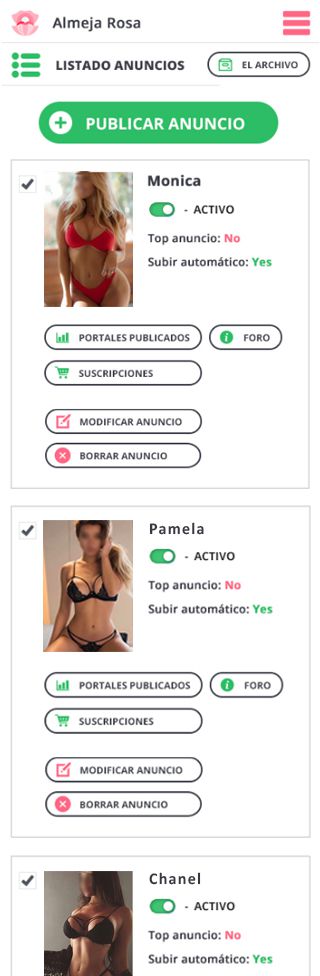 Almeja Rosa
LISTADO ANUNCIOS
EL ARCHIVO
PUBLICAR ANUNCIO
Monica
- ACTIVO
Top anuncio: No
Subir automático: Yes
PORTALES PUBLICADOS
FORO
SUSCRIPCIONES
MODIFICAR ANUNCIO
BORRAR ANUNCIO
Pamela
- ACTIVO
Top anuncio: No
Subir automático: Yes
PORTALES PUBLICADOS
FORO
SUSCRIPCIONES
MODIFICAR ANUNCIO
BORRAR ANUNCIO
Chanel
- ACTIVO
Top anuncio: No
Subir automático: Yes